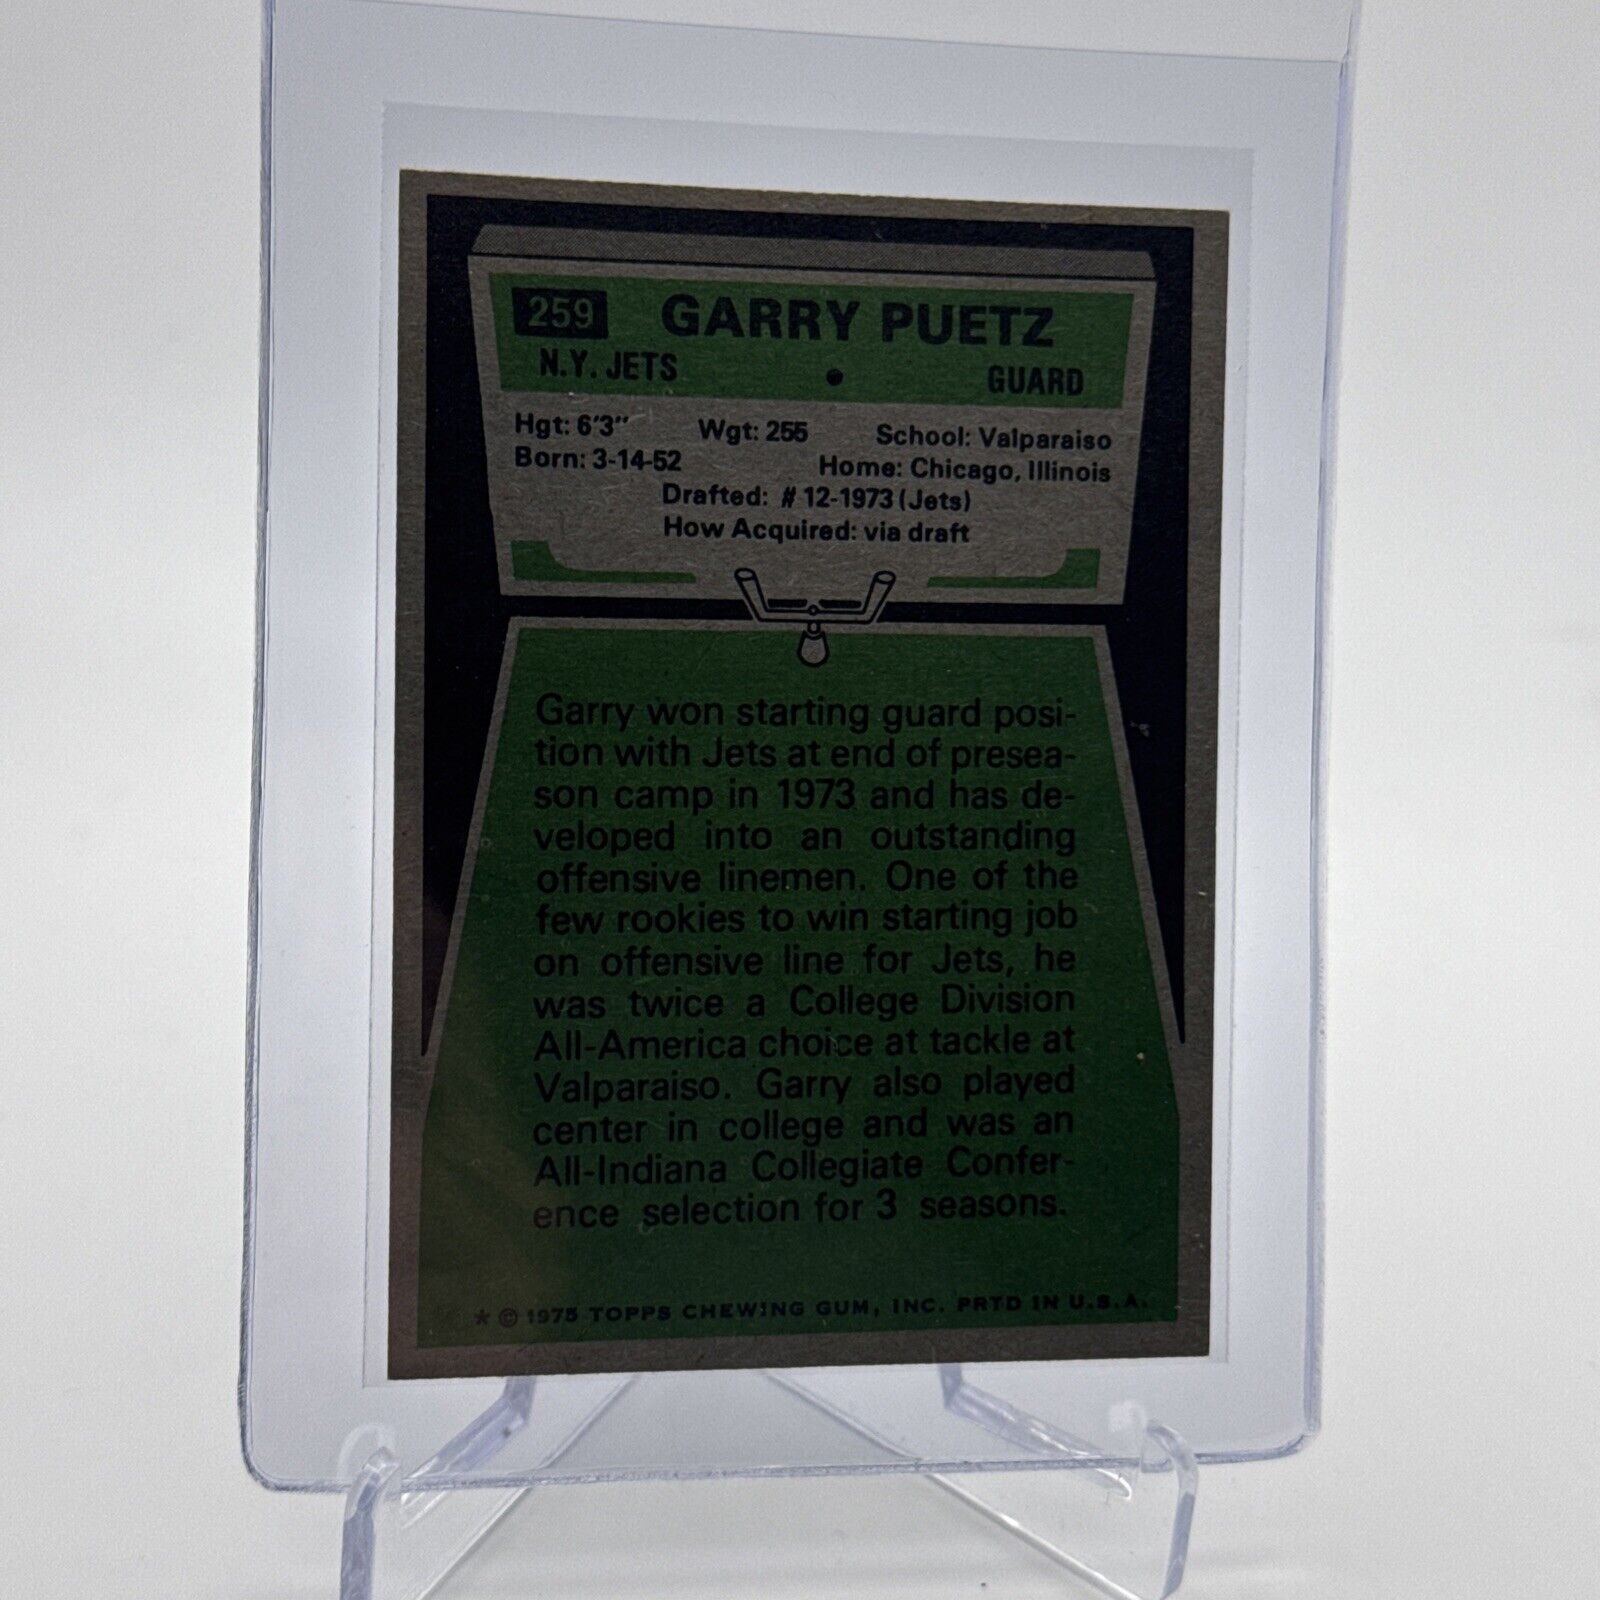 259 GARRY PUETZ
N.Y. JETS • GUARD
Hgt: 6'3" Wgt: 255 School: Valparaiso
Born: 3-14-52 Home: Chicago, Illinois
Drafted: #12-1973 (Jets)
How Acquired: via draft
Garry won starting guard posi-
tion with Jets at end of presea-
son camp in 1973 and has de-
veloped into an outstanding
offensive linemen. One of the
few rookies to win starting job
on offensive line for Jets, he
was twice a College Division
All-America choice at tackle at
Valparaiso. Garry also played
center in college and was an
All-Indiana Collegiate Confer-
ence selection for 3 seasons.
* © 1975 TOPPS CHEWING GUM, INC. PRTD IN U.S.A.